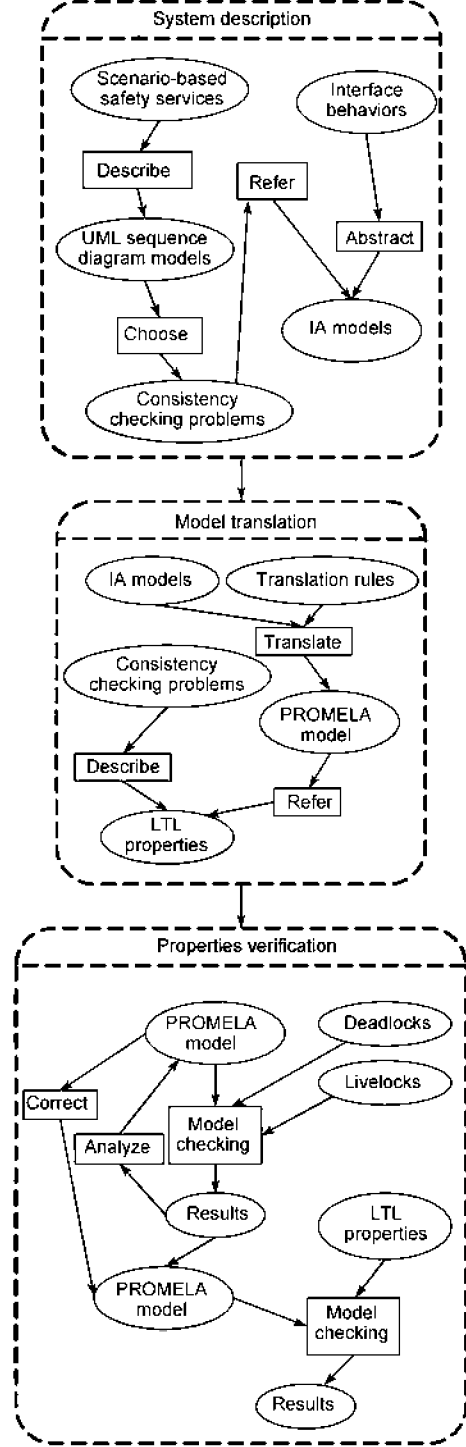 System description
Scenario-based
safety services
Interface
behaviors
Describe
Refer
UML sequence
diagram models
Abstract
Choose
IA models
Consistency
checking problems
Model translation
IA models
Translation rules
Translate
Consistency
checking problems
PROMELA
model
Describe
Refer
LTL
properties
Properties verification
PROMELA
model
Deadlocks
Livelocks
Correct
Analyze
Model
checking
Results
LTL
properties
PROMELA
model
Model
checking
Results